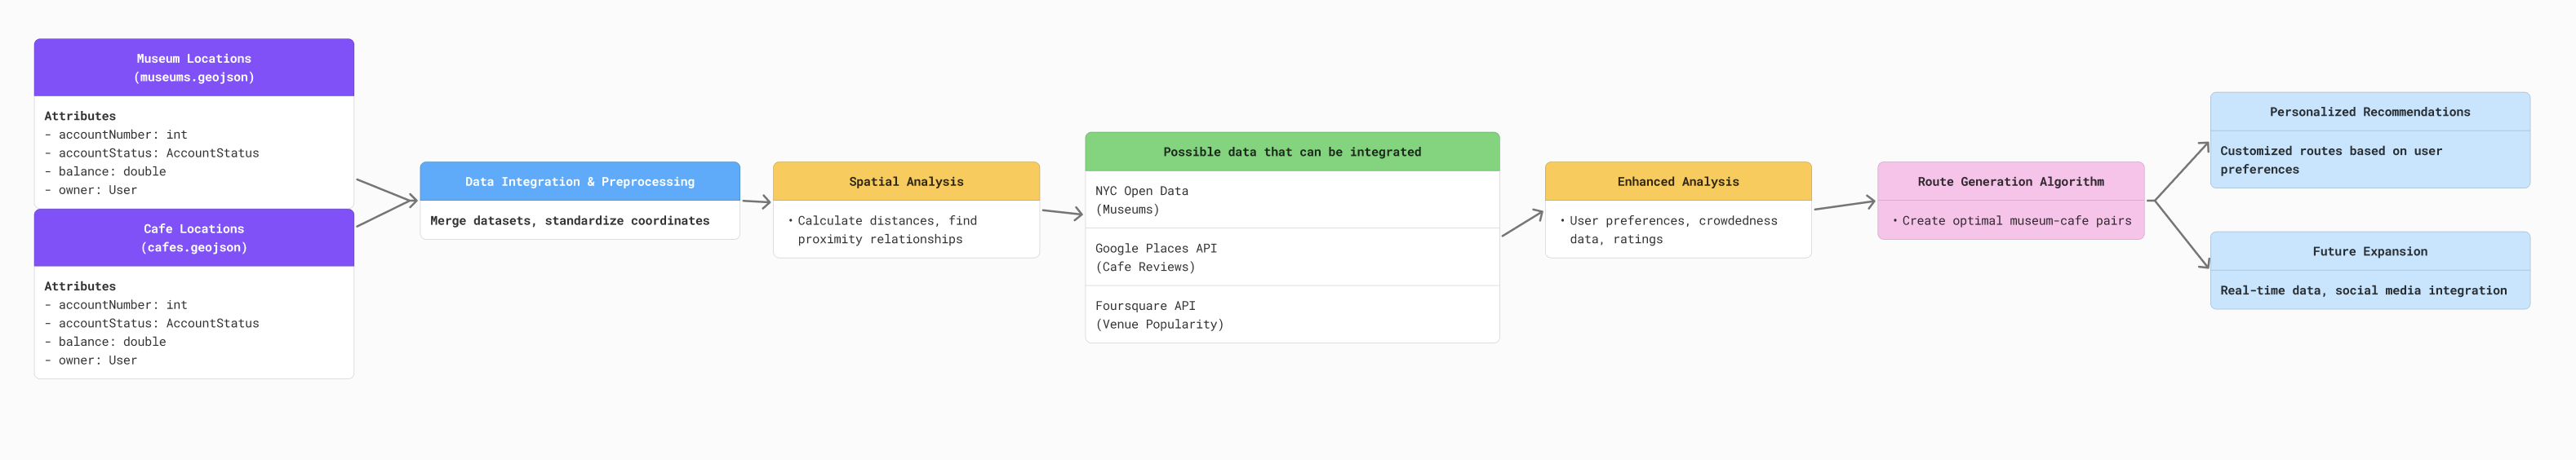 Museum Locations
(museums.geojson)
Attributes
- accountNumber: int
- accountStatus: AccountStatus
- balance: double
- owner: User
Cafe Locations
(cafes.geojson)
Attributes
- accountNumber: int
- accountStatus: AccountStatus
- balance: double
- owner: User
Data Integration & Preprocessing
Merge datasets, standardize coordinates
Spatial Analysis
• Calculate distances, find
proximity relationships
Possible data that can be integrated
NYC Open Data
(Museums)
Google Places API
(Cafe Reviews)
Foursquare API
(Venue Popularity)
Enhanced Analysis
• User preferences, crowdedness
data, ratings
Route Generation Algorithm
• Create optimal museum-cafe pairs
Personalized Recommendations
Customized routes based on user
preferences
Future Expansion
Real-time data, social media integration